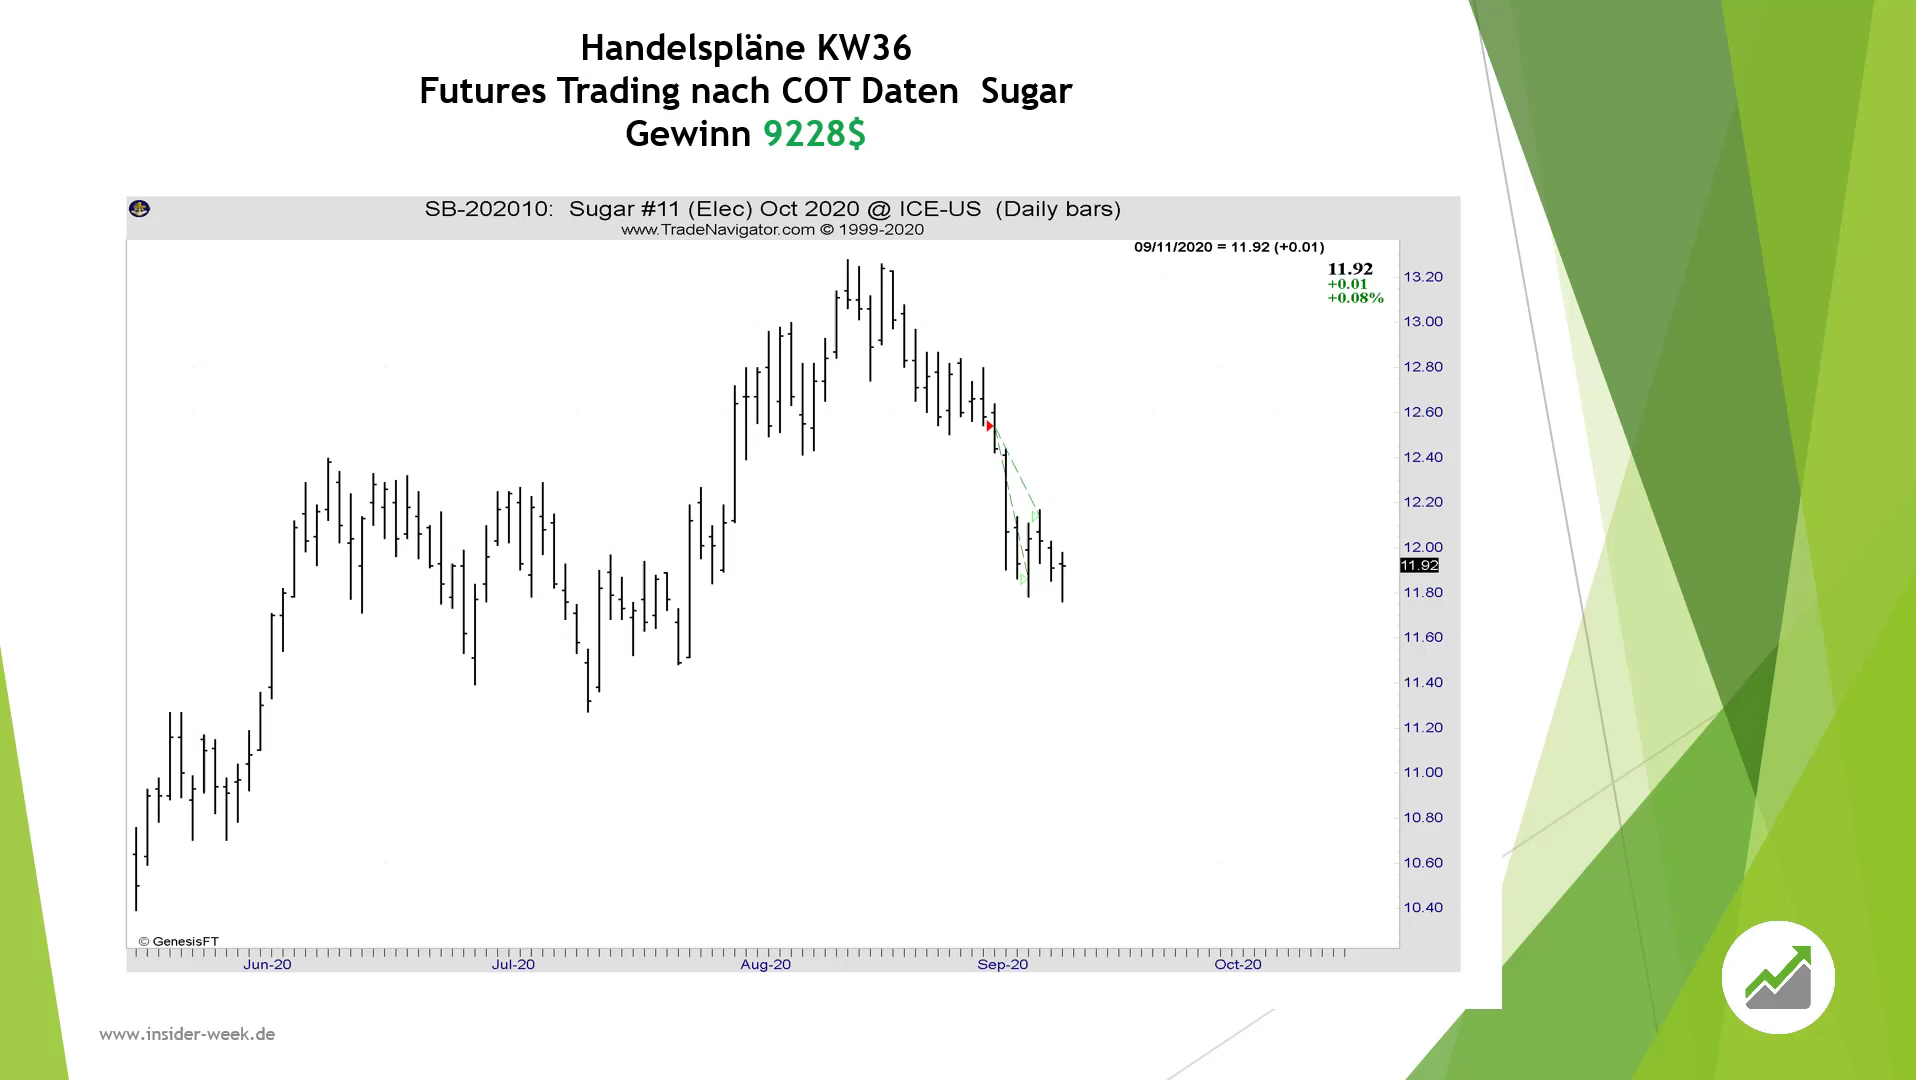 Handelspläne KW36
Futures Trading nach COT Daten  Sugar
Gewinn 9228$
SB-202010:  Sugar #11 (Elec) Oct 2020 @ ICE-US  (Daily bars)
www.TradeNavigator.com © 1999-2020
09/11/2020 = 11.92 (+0.01)
11.92
+0.01
+0.08%
13.20
13.00
12.80
12.60
12.40
12.20
12.00
11.92
11.80
11.60
11.40
11.20
11.00
10.80
10.60
10.40
© GenesisFT
Jun-20 Jul-20 Aug-20 Sep-20 Oct-20
www.insider-week.de